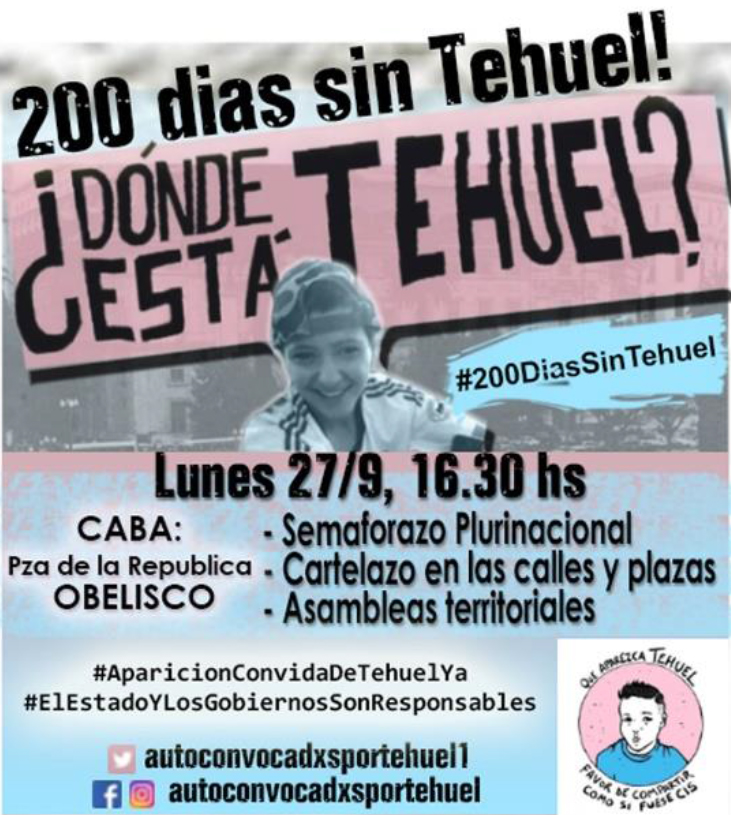 200 dias sin Tehuel!
¿DÓNDE
ESTÁ TEHUEL?
#200DiasSinTehuel
Lunes 27/9, 16.30 hs
CABA:
Pza de la Republica
OBELISCO
- Semaforazo Plurinacional
- Cartelazo en las calles y plazas
- Asambleas territoriales
#AparicionConvidaDeTehuelYa
#ElEstadoYLosGobiernosSonResponsables
autoconvocadxsportehuel1
autoconvocadxsportehuel
QUE APAREZCA TEHUEL
FAVOR DE COMPARTIR
COMO SI FUESE CIS